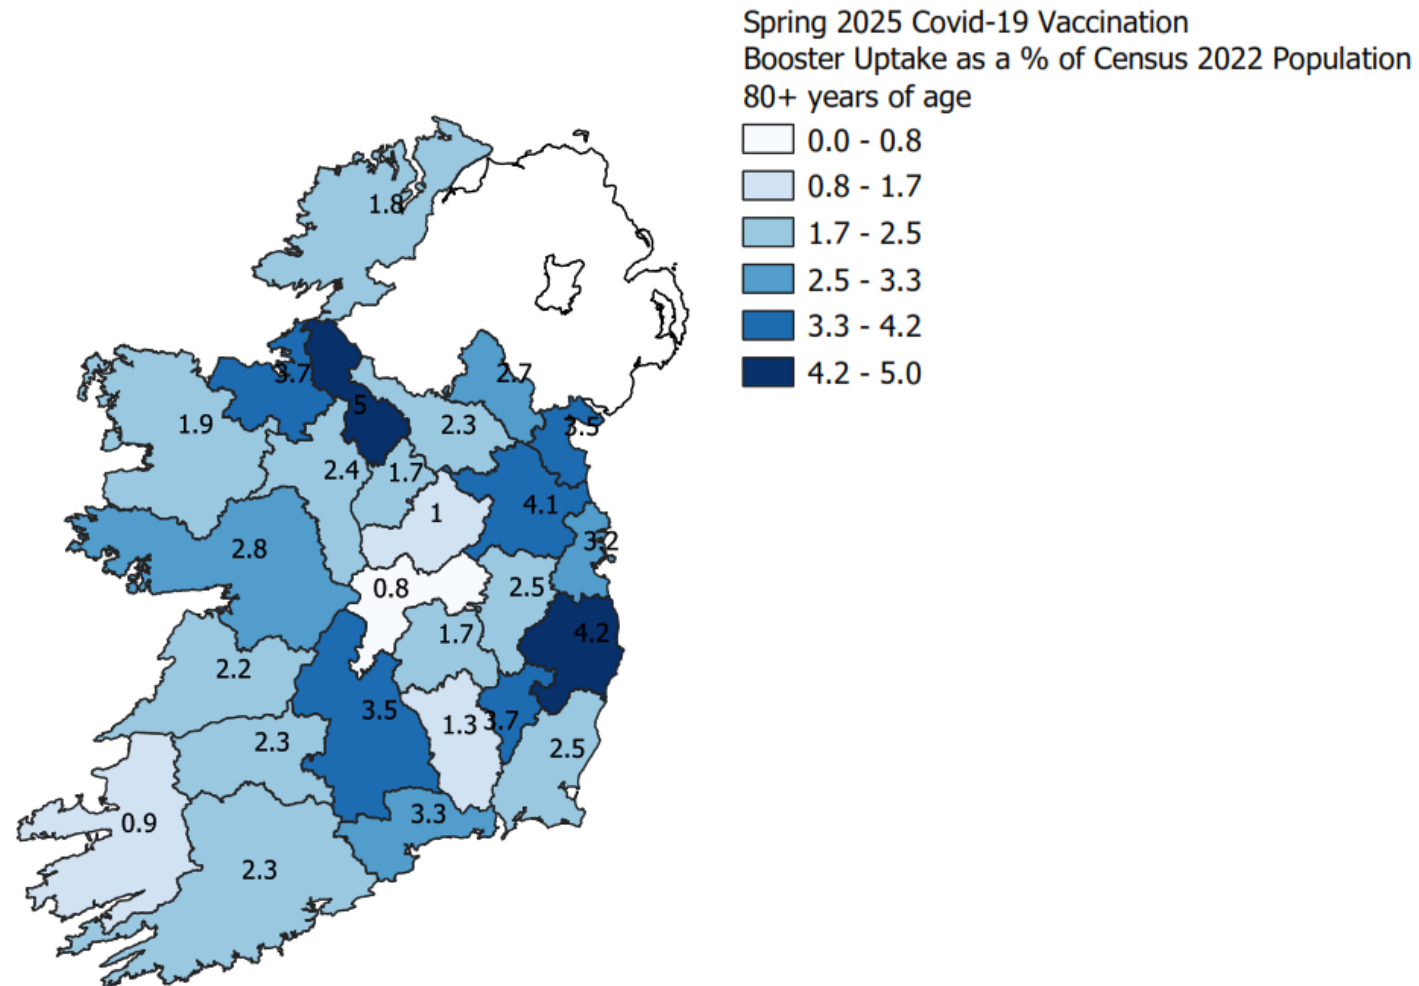 Spring 2025 Covid-19 Vaccination
Booster Uptake as a % of Census 2022 Population
80+ years of age
0.0 - 0.8
0.8 - 1.7
1.7 - 2.5
2.5 - 3.3
3.3 - 4.2
4.2 - 5.0
1.8
3.7
2.7
5
1.9
2.3
3.5
2.4
1.7
4.1
1
3.2
2.8
0.8
2.5
1.7
4.2
2.2
3.5
1.3
3.7
2.3
2.5
3.3
0.9
2.3